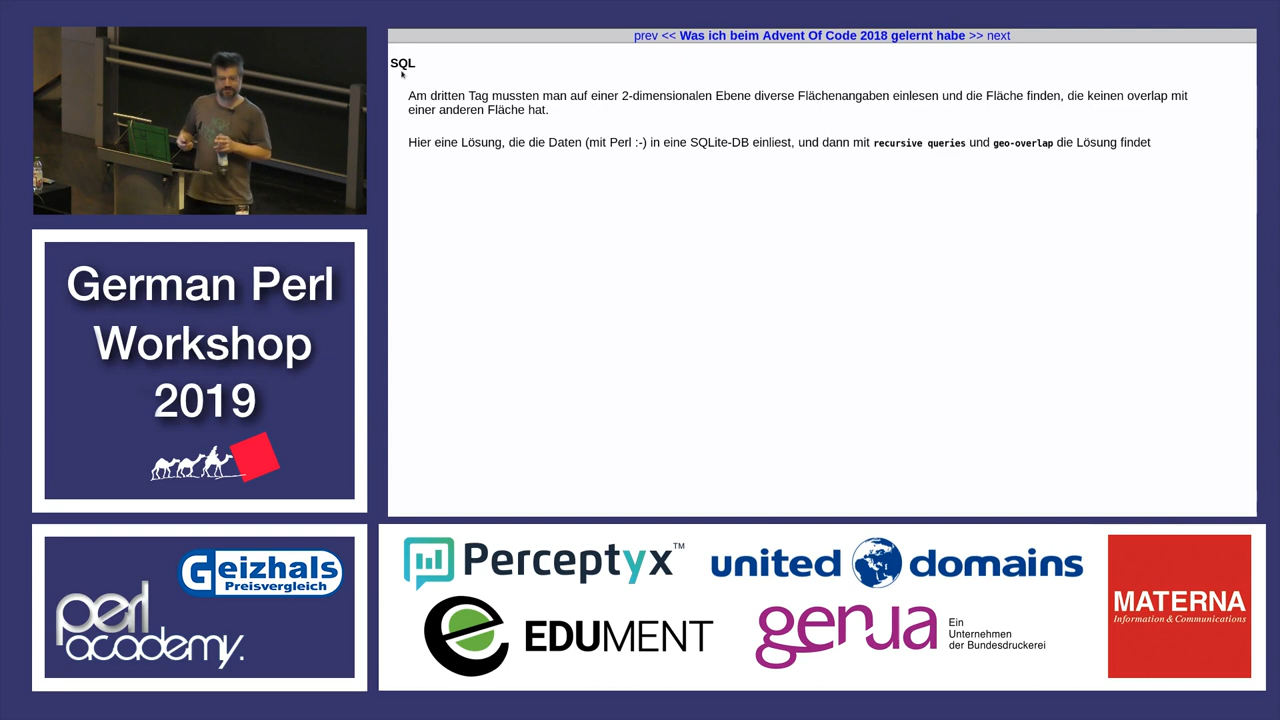 prev << Was ich beim Advent Of Code 2018 gelernt habe >> next
SQL
Am dritten Tag mussten man auf einer 2-dimensionalen Ebene diverse Flächenangaben einlesen und die Fläche finden, die keinen overlap mit
einer anderen Fläche hat.
Hier eine Lösung, die die Daten (mit Perl :-) in eine SQLite-DB einliest, und dann mit recursive queries und geo-overlap die Lösung findet
German Perl
Workshop
2019
Geizhals
Preisvergleich
perl
academy.
Perceptyx™
united domains
EDUMENT
genua
Ein
Unternehmen
der Bundesdruckerei
MATERNA
Information & Communications